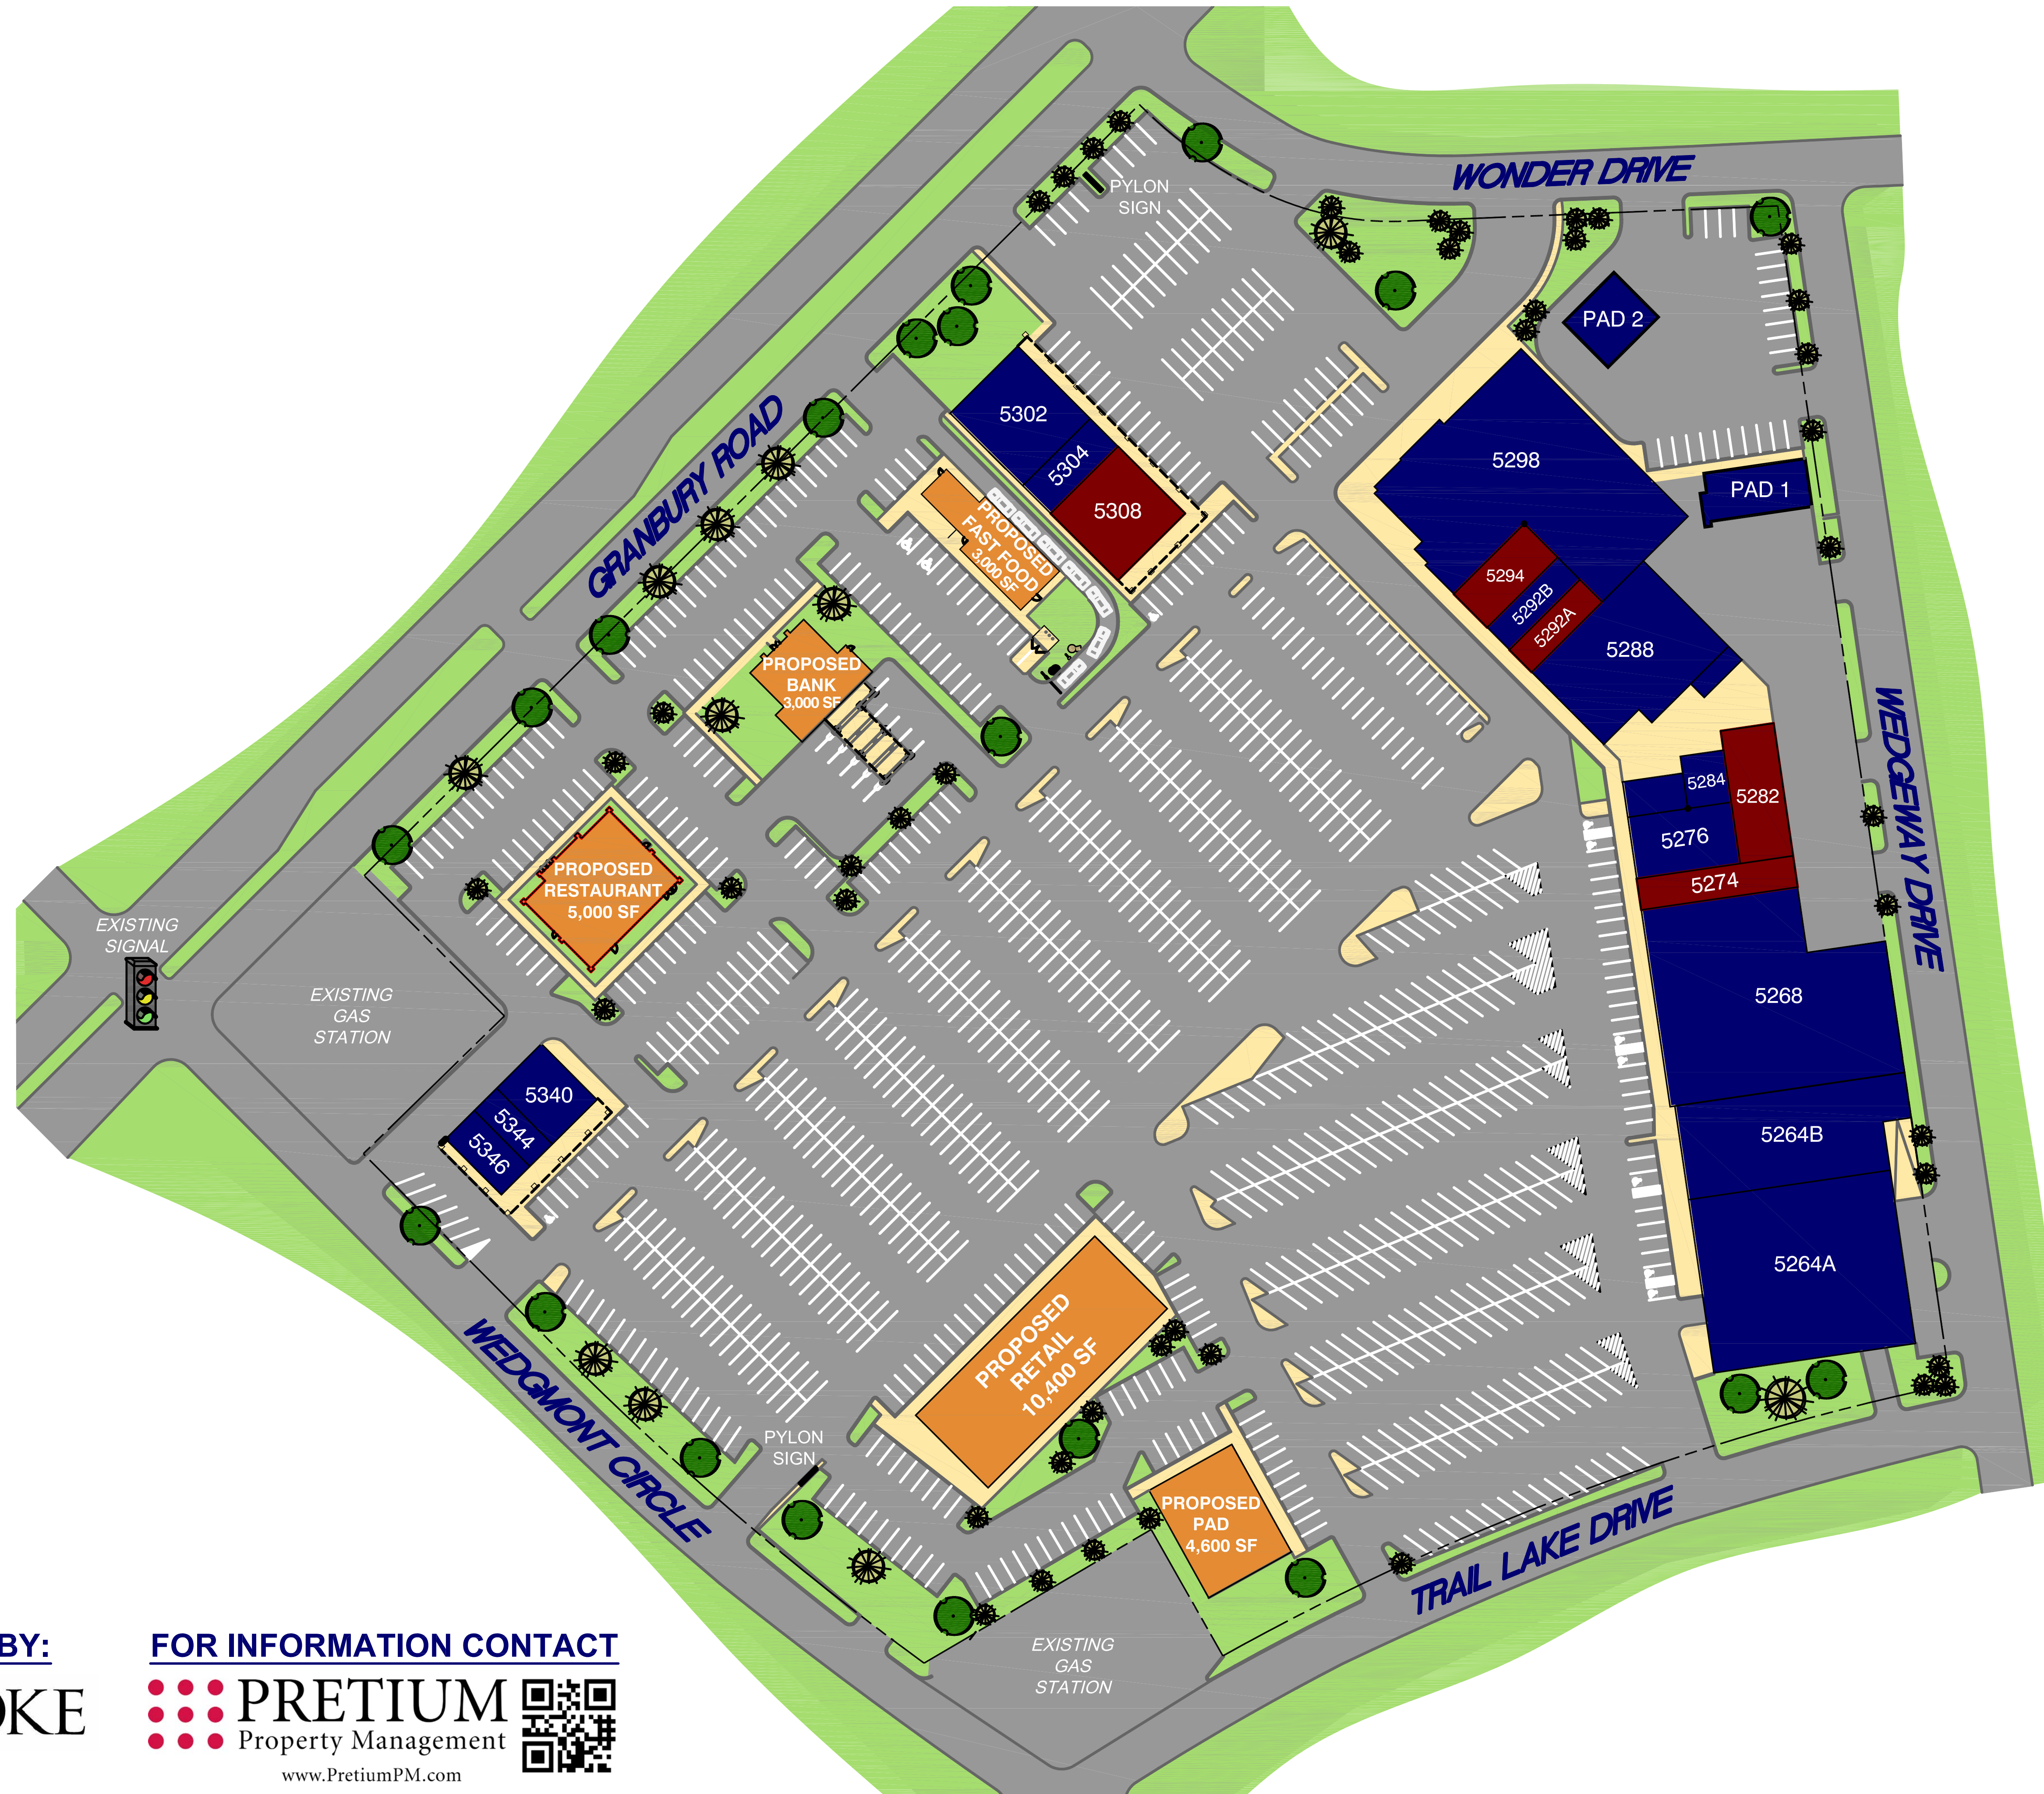 WONDER DRIVE
PYLON
SIGN
PAD 2
GRANBURY ROAD
5302
5304
5308
5298
PAD 1
PROPOSED
FAST FOOD
3,000 SF
5294
5292B
5292A
5288
PROPOSED
BANK
3,000 SF
WEDGEWAY DRIVE
5284
5282
5276
5274
PROPOSED
RESTAURANT
5,000 SF
EXISTING
SIGNAL
EXISTING
GAS
STATION
5268
5340
5344
5346
5264B
5264A
PROPOSED
RETAIL
10,400 SF
WEDGMONT CIRCLE
PYLON
SIGN
PROPOSED
PAD
4,600 SF
TRAIL LAKE DRIVE
EXISTING
GAS
STATION
BY:
FOR INFORMATION CONTACT
OKE
PRETIUM
Property Management
www.PretiumPM.com